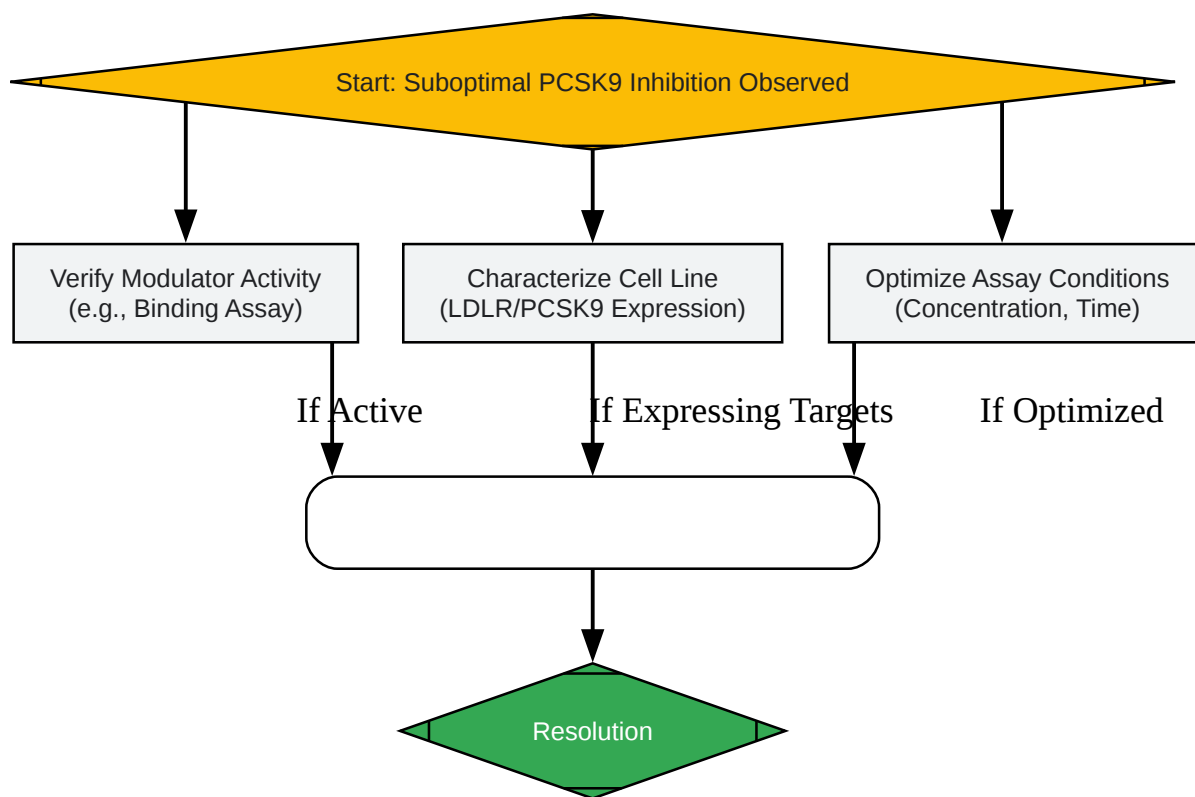 Start: Suboptimal PCSK9 Inhibition Observed
Verify Modulator Activity
(e.g., Binding Assay)
Characterize Cell Line
(LDLR/PCSK9 Expression)
Optimize Assay Conditions
(Concentration, Time)
If Active
If Expressing Targets
If Optimized
Resolution